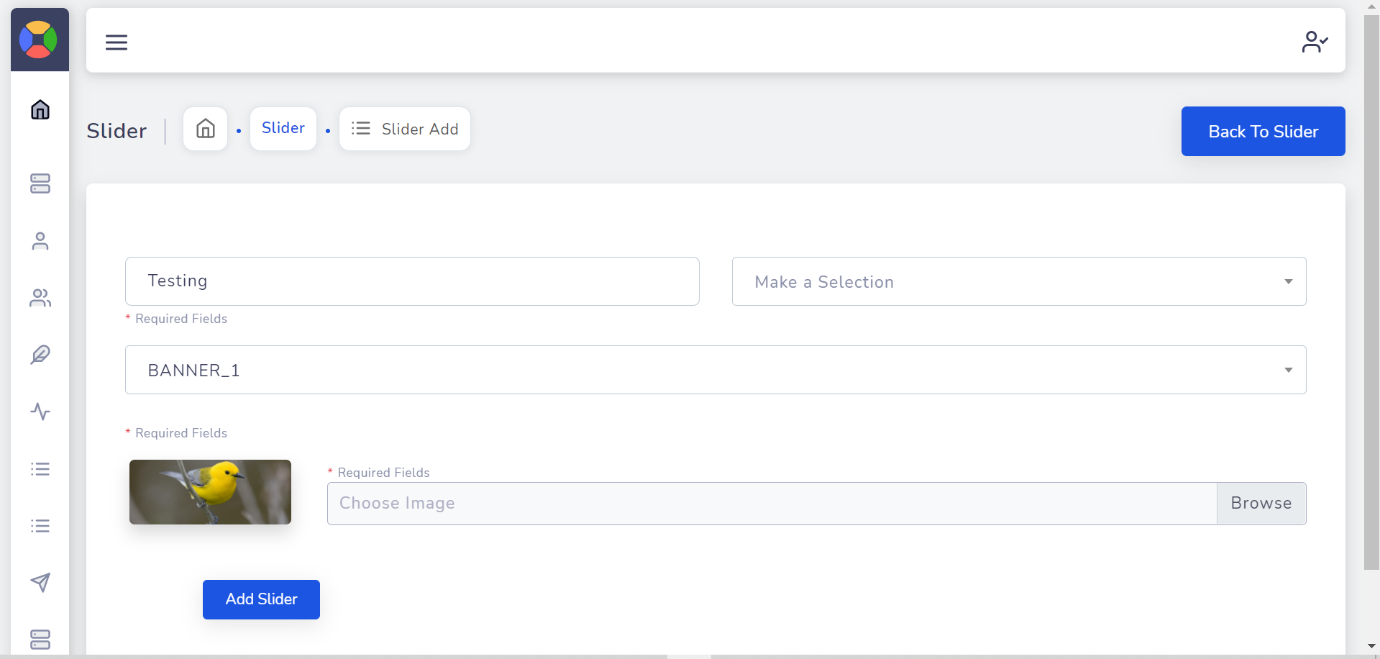 Slider
Slider
Slider Add
Back To Slider
Testing
Make a Selection
* Required Fields
BANNER_1
* Required Fields
* Required Fields
Choose Image
Browse
Add Slider